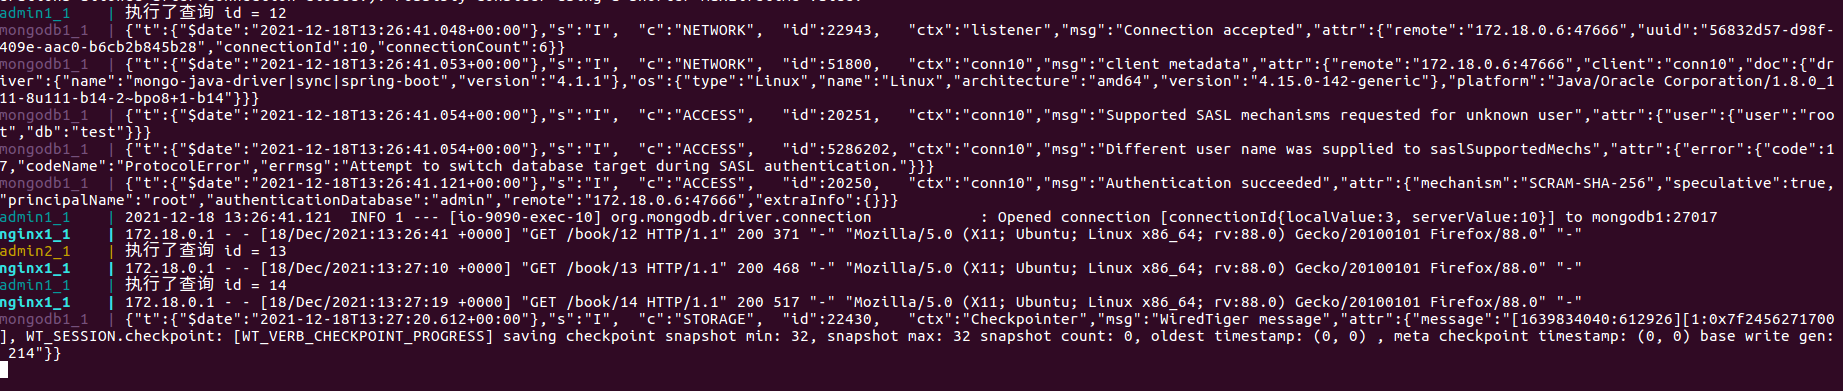 admin1_1    | 执行了查询 id = 12
mongodb1_1  | {"t":{"$date":"2021-12-18T13:26:41.048+00:00"},"s":"I",  "c":"NETWORK",  "id":22943,   "ctx":"listener","msg":"Connection accepted","attr":{"remote":"172.18.0.6:47666","uuid":"56832d57-d98f-
409e-aac0-b6cb2b845b28","connectionId":10,"connectionCount":6}}
mongodb1_1  | {"t":{"$date":"2021-12-18T13:26:41.053+00:00"},"s":"I",  "c":"NETWORK",  "id":51800,   "ctx":"conn10","msg":"client metadata","attr":{"remote":"172.18.0.6:47666","client":"conn10","doc":{"dr
iver":{"name":"mongo-java-driver|sync|spring-boot","version":"4.1.1"},"os":{"type":"Linux","name":"Linux","architecture":"amd64","version":"4.15.0-142-generic"},"platform":"Java/Oracle Corporation/1.8.0_1
11-8u111-b14-2~bpo8+1-b14"}}}
mongodb1_1  | {"t":{"$date":"2021-12-18T13:26:41.054+00:00"},"s":"I",  "c":"ACCESS",   "id":20251,   "ctx":"conn10","msg":"Supported SASL mechanisms requested for unknown user","attr":{"user":{"user":"roo
t","db":"test"}}}
mongodb1_1  | {"t":{"$date":"2021-12-18T13:26:41.054+00:00"},"s":"I",  "c":"ACCESS",   "id":5286202, "ctx":"conn10","msg":"Different user name was supplied to saslSupportedMechs","attr":{"error":{"code":1
7,"codeName":"ProtocolError","errmsg":"Attempt to switch database target during SASL authentication."}}}
mongodb1_1  | {"t":{"$date":"2021-12-18T13:26:41.121+00:00"},"s":"I",  "c":"ACCESS",   "id":20250,   "ctx":"conn10","msg":"Authentication succeeded","attr":{"mechanism":"SCRAM-SHA-256","speculative":true,
"principalName":"root","authenticationDatabase":"admin","remote":"172.18.0.6:47666","extraInfo":{}}}
admin1_1    | 2021-12-18 13:26:41.121  INFO 1 --- [io-9090-exec-10] org.mongodb.driver.connection            : Opened connection [connectionId{localValue:3, serverValue:10}] to mongodb1:27017
nginx1_1    | 172.18.0.1 - - [18/Dec/2021:13:26:41 +0000] "GET /book/12 HTTP/1.1" 200 371 "-" "Mozilla/5.0 (X11; Ubuntu; Linux x86_64; rv:88.0) Gecko/20100101 Firefox/88.0" "-"
admin2_1    | 执行了查询 id = 13
nginx1_1    | 172.18.0.1 - - [18/Dec/2021:13:27:10 +0000] "GET /book/13 HTTP/1.1" 200 468 "-" "Mozilla/5.0 (X11; Ubuntu; Linux x86_64; rv:88.0) Gecko/20100101 Firefox/88.0" "-"
admin1_1    | 执行了查询 id = 14
nginx1_1    | 172.18.0.1 - - [18/Dec/2021:13:27:19 +0000] "GET /book/14 HTTP/1.1" 200 517 "-" "Mozilla/5.0 (X11; Ubuntu; Linux x86_64; rv:88.0) Gecko/20100101 Firefox/88.0" "-"
mongodb1_1  | {"t":{"$date":"2021-12-18T13:27:20.612+00:00"},"s":"I",  "c":"STORAGE",  "id":22430,   "ctx":"Checkpointer","msg":"WiredTiger message","attr":{"message":"[1639834040:612926][1:0x7f2456271700
], WT_SESSION.checkpoint: [WT_VERB_CHECKPOINT_PROGRESS] saving checkpoint snapshot min: 32, snapshot max: 32 snapshot count: 0, oldest timestamp: (0, 0) , meta checkpoint timestamp: (0, 0) base write gen:
 214"}}